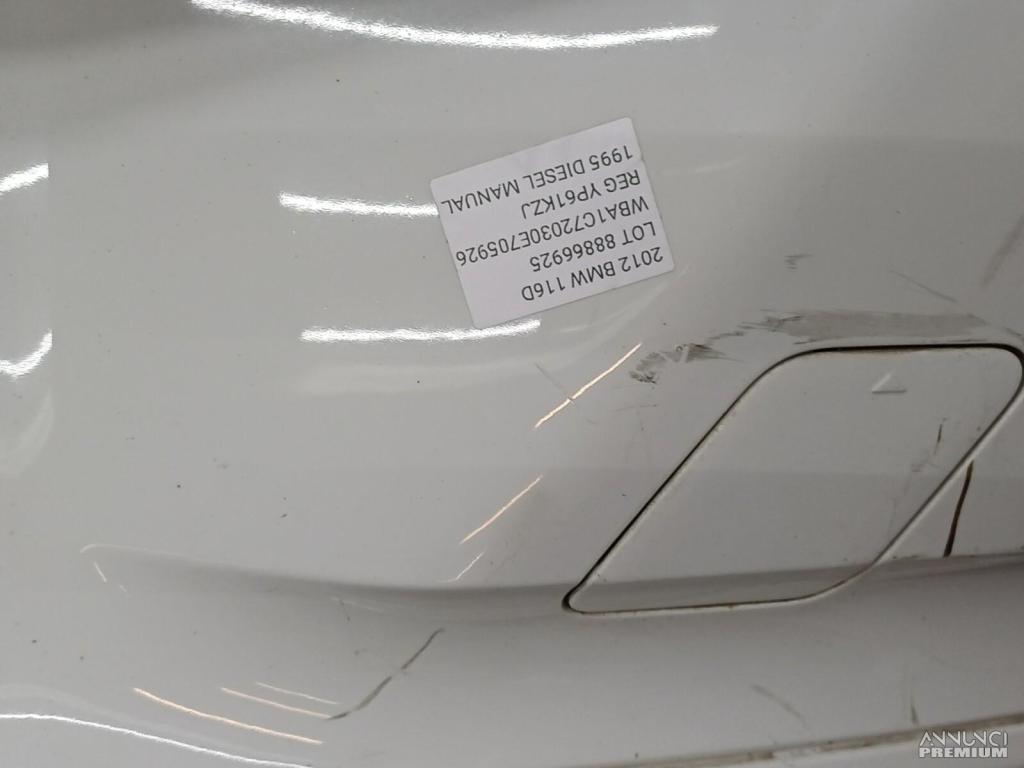 2012 BMW 116D
LOT 88866925
WBA1C72030E705926
REG YP61KZJ
1995 DIESEL MANUAL
ANNUNCI
PREMIUM